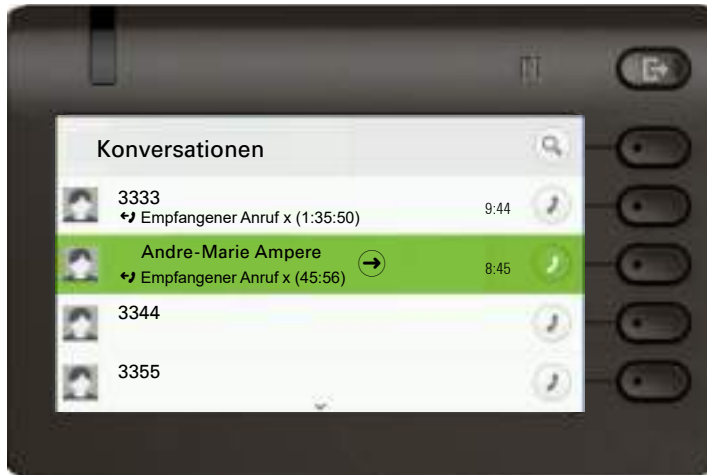 Konversationen
3333
Empfangener Anruf x (1:35:50)
9:44
Andre-Marie Ampere
Empfangener Anruf x (45:56)
8:45
3344
3355